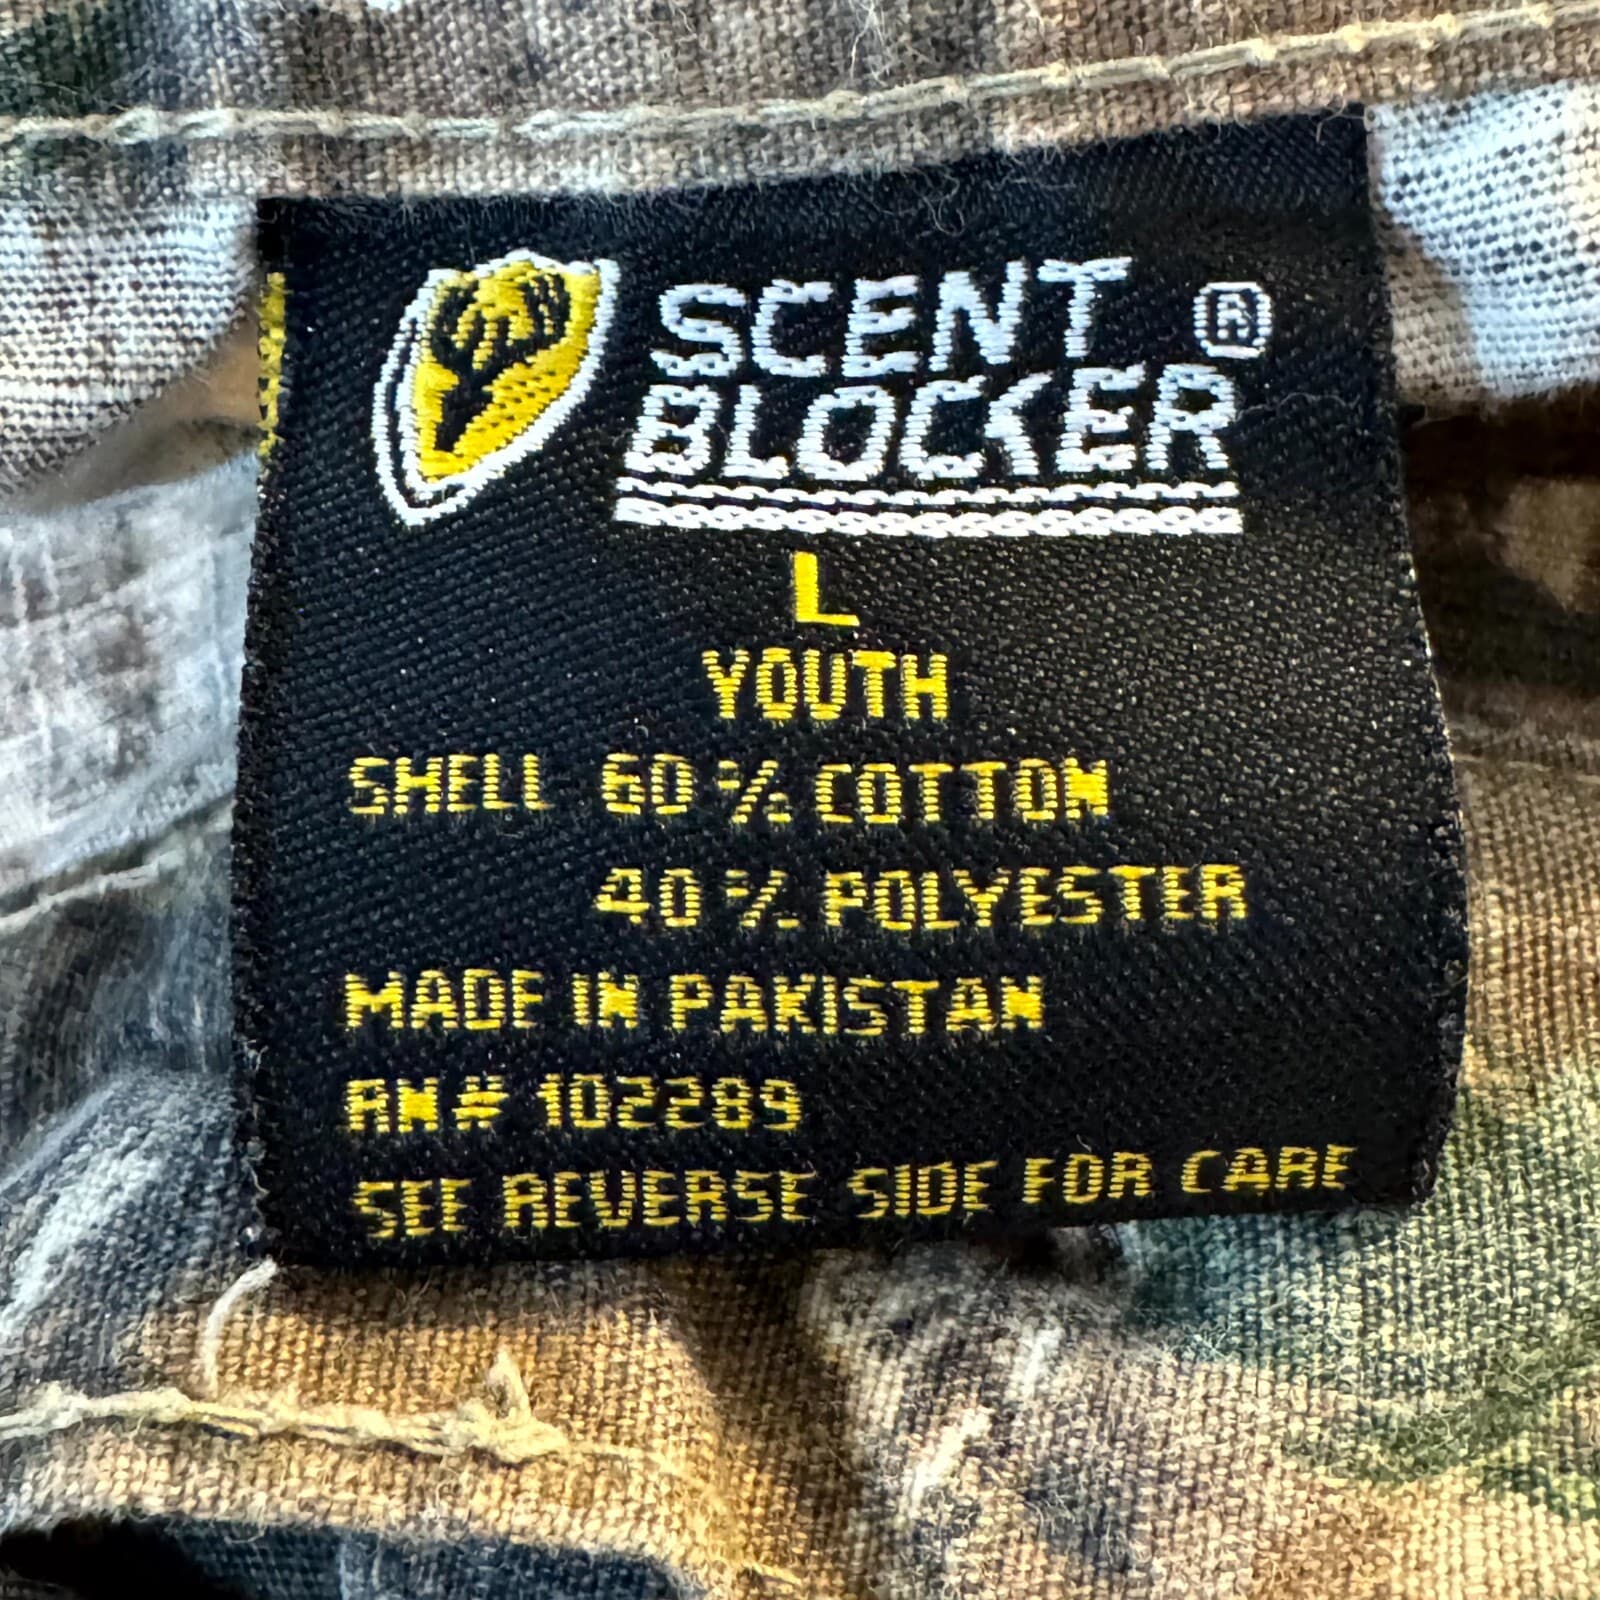 SCENT ®
BLOCKER
L
YOUTH
SHELL 60% COTTON
40% POLYESTER
MADE IN PAKISTAN
RN# 102289
SEE REVERSE SIDE FOR CARE